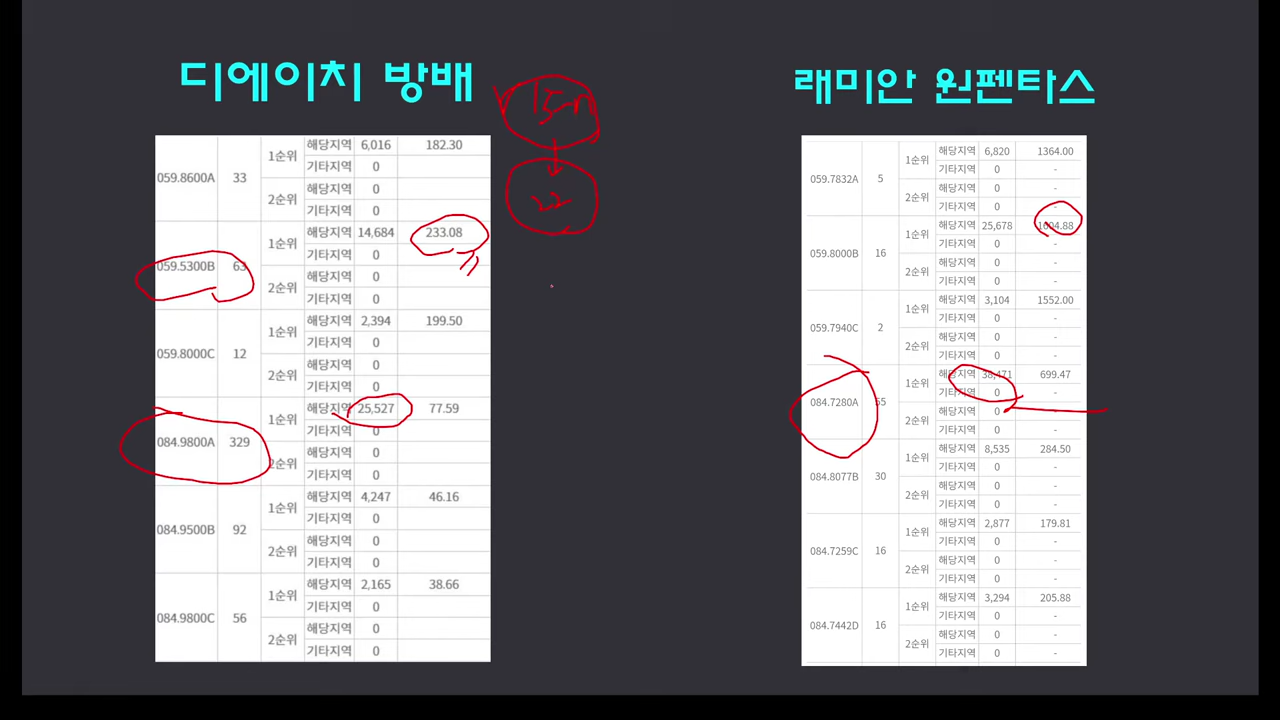 디에이치 방배
059.8600A 33 1순위 해당지역 6,016 182.30
기타지역 0
2순위 해당지역 0
기타지역 0
059.5300B 63 1순위 해당지역 14,684 233.08
기타지역 0
2순위 해당지역 0
기타지역 0
059.8000C 12 1순위 해당지역 2,394 199.50
기타지역 0
2순위 해당지역 0
기타지역 0
084.9800A 329 1순위 해당지역 25,527 77.59
기타지역 0
2순위 해당지역 0
기타지역 0
084.9500B 92 1순위 해당지역 4,247 46.16
기타지역 0
2순위 해당지역 0
기타지역 0
084.9800C 56 1순위 해당지역 2,165 38.66
기타지역 0
2순위 해당지역 0
기타지역 0
22
래미안 원펜타스
059.7832A 5 1순위 해당지역 6,820 1364.00
기타지역 0 -
2순위 해당지역 0 -
기타지역 0 -
059.8000B 16 1순위 해당지역 25,678 1604.88
기타지역 0 -
2순위 해당지역 0 -
기타지역 0 -
059.7940C 2 1순위 해당지역 3,104 1552.00
기타지역 0 -
2순위 해당지역 0 -
기타지역 0 -
084.7280A 55 1순위 해당지역 38,471 699.47
기타지역 0 -
2순위 해당지역 0 -
기타지역 0 -
084.8077B 30 1순위 해당지역 8,535 284.50
기타지역 0 -
2순위 해당지역 0 -
기타지역 0 -
084.7259C 16 1순위 해당지역 2,877 179.81
기타지역 0 -
2순위 해당지역 0 -
기타지역 0 -
084.7442D 16 1순위 해당지역 3,294 205.88
기타지역 0 -
2순위 해당지역 0 -
기타지역 0 -